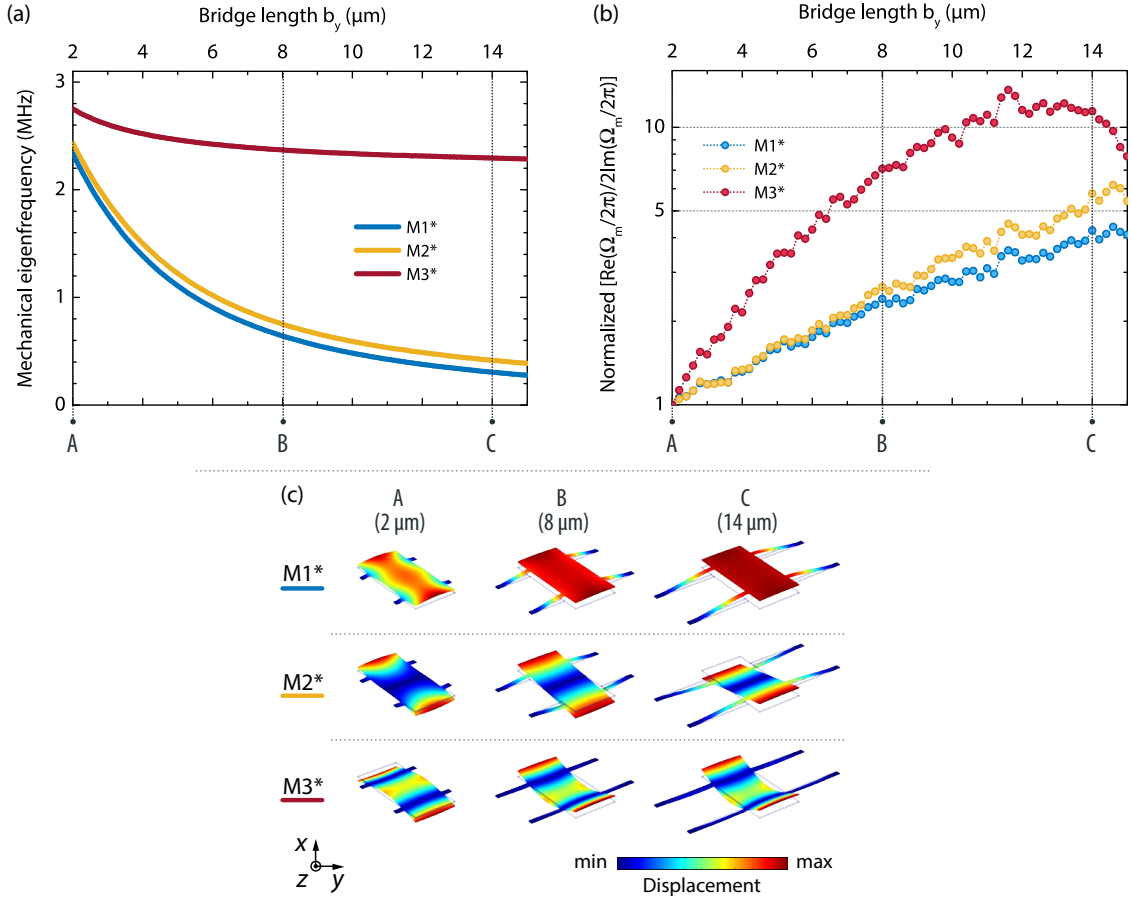 (a)
Bridge length b_y (μm)
2 4 6 8 10 12 14
Mechanical eigenfrequency (MHz)
3
2
1
0
M1*
M2*
M3*
A B C
(b)
Bridge length b_y (μm)
2 4 6 8 10 12 14
Normalized [Re(Ω_m/2π)/2Im(Ω_m/2π)]
10
5
1
M1*
M2*
M3*
A B C
(c)
A B C
(2 μm) (8 μm) (14 μm)
M1*
M2*
M3*
x
z y
min max
Displacement